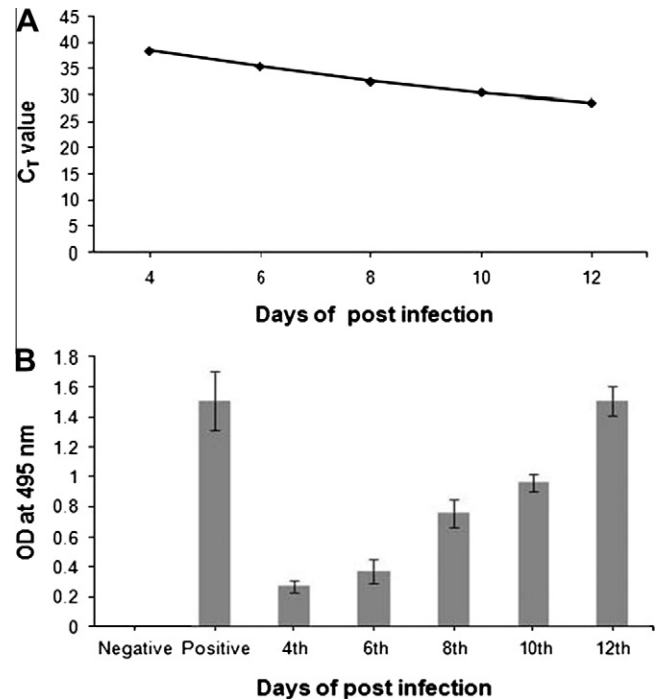 A
45
40
35
30
25
20
15
10
5
0
C_T value
4 6 8 10 12
Days of post infection
B
1.8
1.6
1.4
1.2
1
0.8
0.6
0.4
0.2
0
OD at 495 nm
Negative Positive 4th 6th 8th 10th 12th
Days of post infection